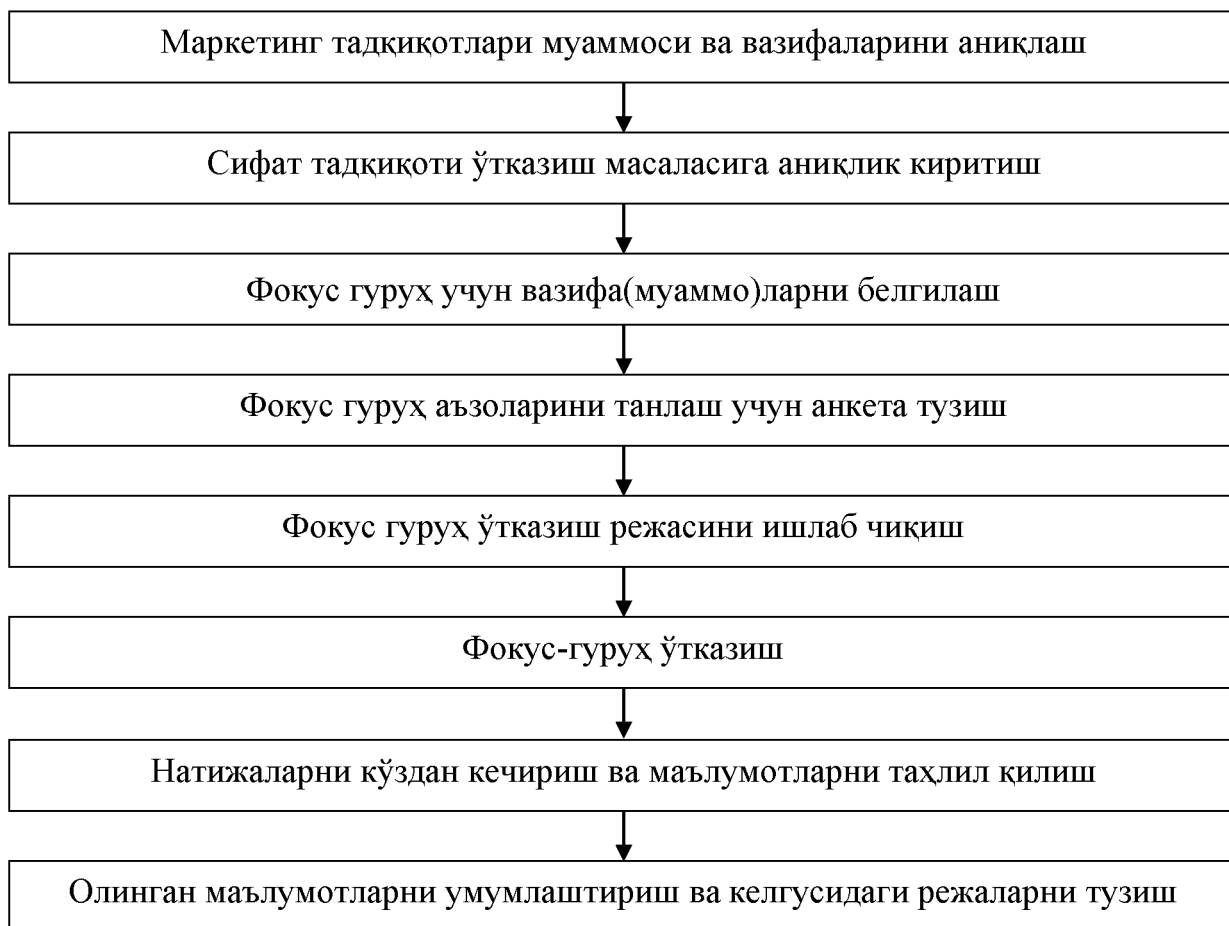 Маркетинг тадқиқотлари муаммоси ва вазифаларини аниқлаш
Сифат тадқиқоти ўтказиш масаласига аниқлик киритиш
Фокус гуруҳ учун вазифа(муаммо)ларни белгилаш
Фокус гуруҳ аъзоларини танлаш учун анкета тузиш
Фокус гуруҳ ўтказиш режасини ишлаб чиқиш
Фокус-гуруҳ ўтказиш
Натижаларни кўздан кечириш ва маълумотларни таҳлил қилиш
Олинган маълумотларни умумлаштириш ва келгусидаги режаларни тузиш